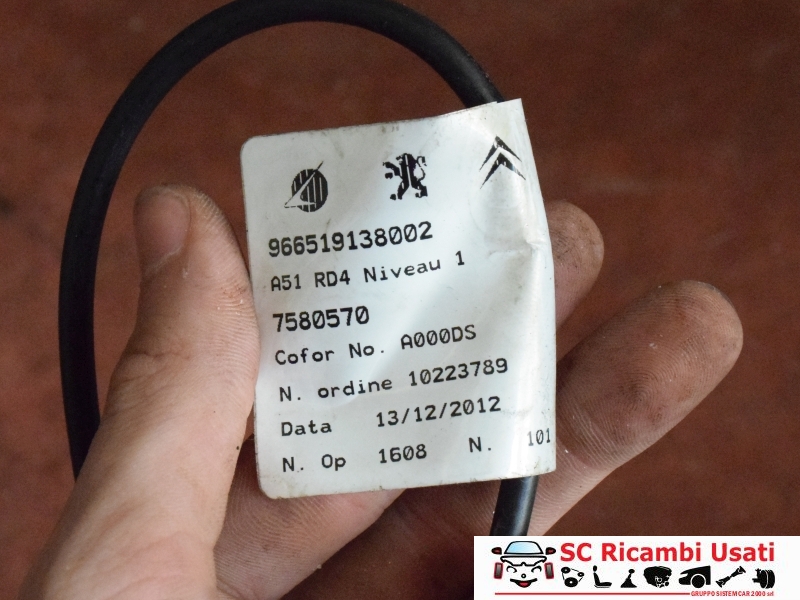 966519138002
A51 RD4 Niveau 1
7580570
Cofor No. A000DS
N. ordine 10223789
Data 13/12/2012
N. Op 1608 N. 101
SC Ricambi Usati
GRUPPO SISTEMCAR 2000 srl